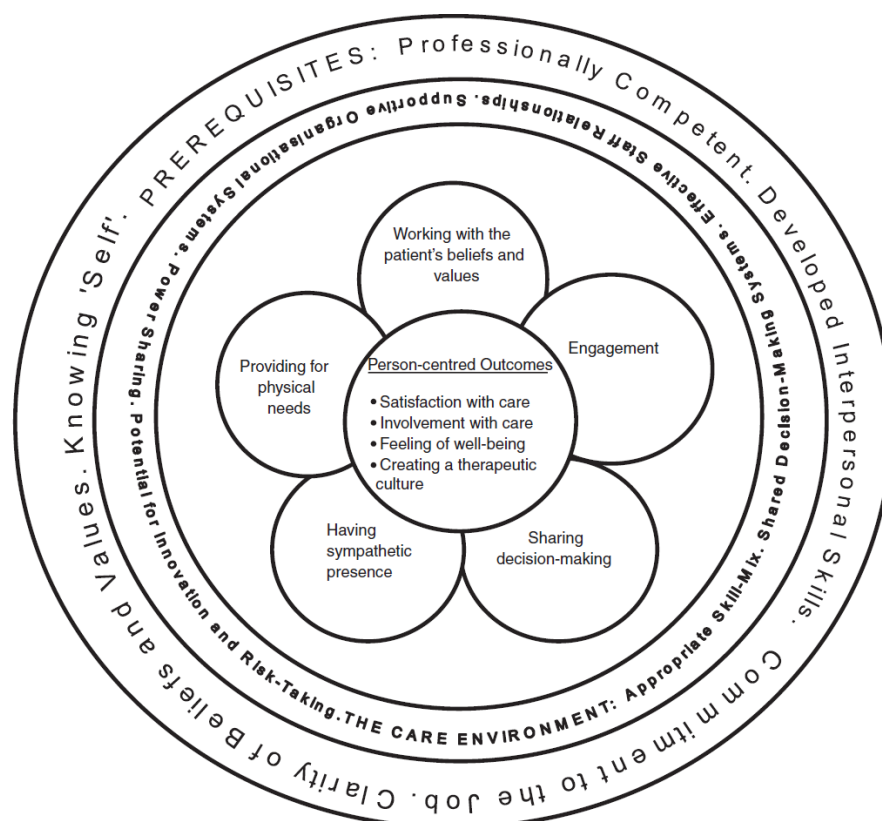 PREREQUISITES: Professionally Competent. Developed Interpersonal Skills. Commitment to the Job. Clarity of Beliefs and Values. Knowing 'Self'.
THE CARE ENVIRONMENT: Appropriate Skill-Mix. Shared Decision-Making Systems. Effective Staff Relationships. Supportive Organisational Systems. Power Sharing. Potential for Innovation and Risk-Taking.
Working with the
patient's beliefs and
values
Engagement
Providing for
physical
needs
Person-centred Outcomes
• Satisfaction with care
• Involvement with care
• Feeling of well-being
• Creating a therapeutic
culture
Having
sympathetic
presence
Sharing
decision-making